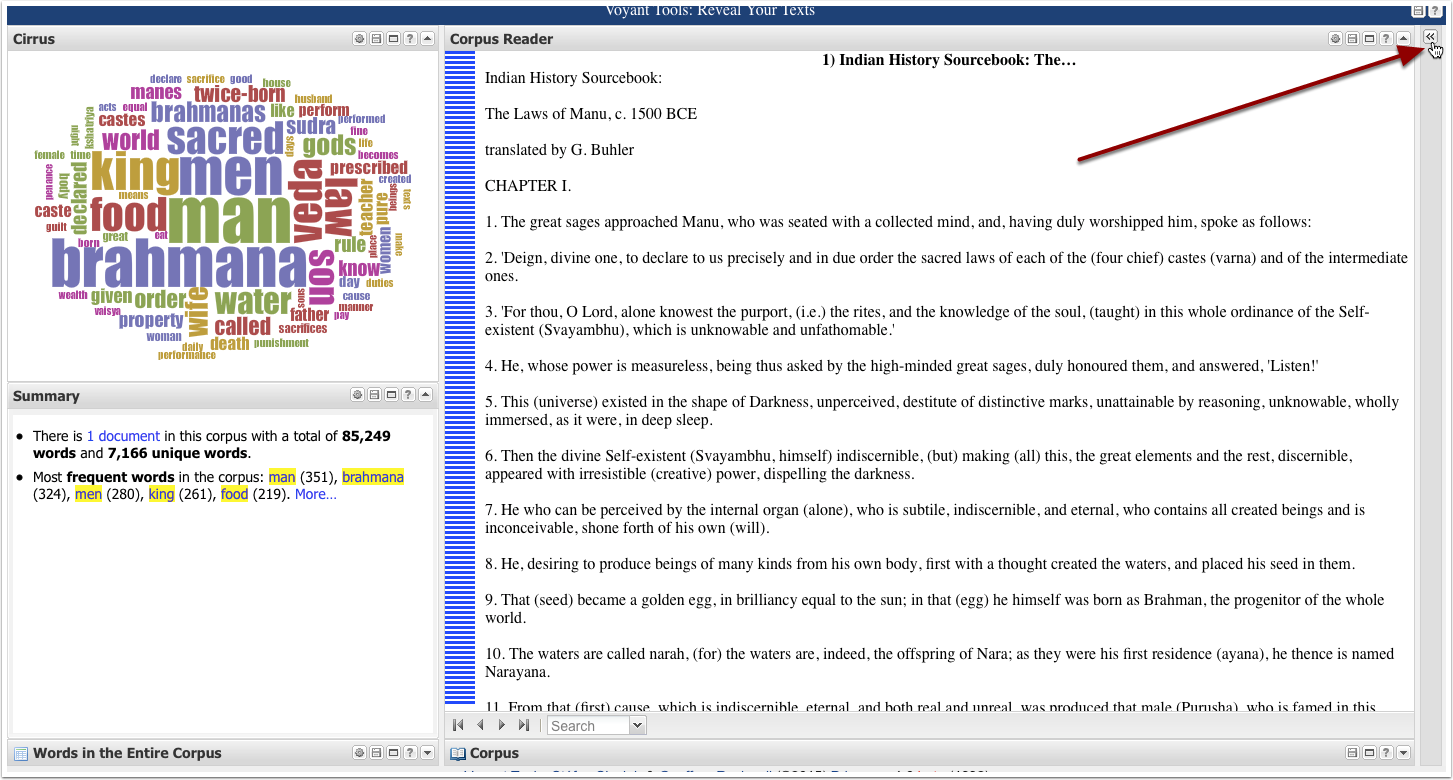 Voyant Tools: Reveal Your Texts
Cirrus
declare sacrifice good house
manes twice-born husband
acts equal brahmanas like perform
castes sudra performed
kshatriya night world sacred days gods fine life
female time king men becomes
penance body declared means veda law prescribed
created beings texts
caste food man teacher pure
guilt place women make
born great eat rule
brahmana son know
day duties
wealth given order wife water sons cause
vaisya manner
property called father pay
woman sacrifices
daily death punishment
performance
Summary
There is 1 document in this corpus with a total of 85,249
words and 7,166 unique words.
Most frequent words in the corpus: man (351), brahmana
(324), men (280), king (261), food (219). More...
Words in the Entire Corpus
Corpus Reader
1) Indian History Sourcebook: The…
Indian History Sourcebook:
The Laws of Manu, c. 1500 BCE
translated by G. Buhler
CHAPTER I.
1. The great sages approached Manu, who was seated with a collected mind, and, having duly worshipped him, spoke as follows:
2. 'Deign, divine one, to declare to us precisely and in due order the sacred laws of each of the (four chief) castes (varna) and of the intermediate
ones.
3. 'For thou, O Lord, alone knowest the purport, (i.e.) the rites, and the knowledge of the soul, (taught) in this whole ordinance of the Self-
existent (Svayambhu), which is unknowable and unfathomable.'
4. He, whose power is measureless, being thus asked by the high-minded great sages, duly honoured them, and answered, 'Listen!'
5. This (universe) existed in the shape of Darkness, unperceived, destitute of distinctive marks, unattainable by reasoning, unknowable, wholly
immersed, as it were, in deep sleep.
6. Then the divine Self-existent (Svayambhu, himself) indiscernible, (but) making (all) this, the great elements and the rest, discernible,
appeared with irresistible (creative) power, dispelling the darkness.
7. He who can be perceived by the internal organ (alone), who is subtile, indiscernible, and eternal, who contains all created beings and is
inconceivable, shone forth of his own (will).
8. He, desiring to produce beings of many kinds from his own body, first with a thought created the waters, and placed his seed in them.
9. That (seed) became a golden egg, in brilliancy equal to the sun; in that (egg) he himself was born as Brahman, the progenitor of the whole
world.
10. The waters are called narah, (for) the waters are, indeed, the offspring of Nara; as they were his first residence (ayana), he thence is named
Narayana.
11. From that (first) cause, which is indiscernible, eternal, and both real and unreal, was produced that male (Purusha), who is famed in this
Search
Corpus